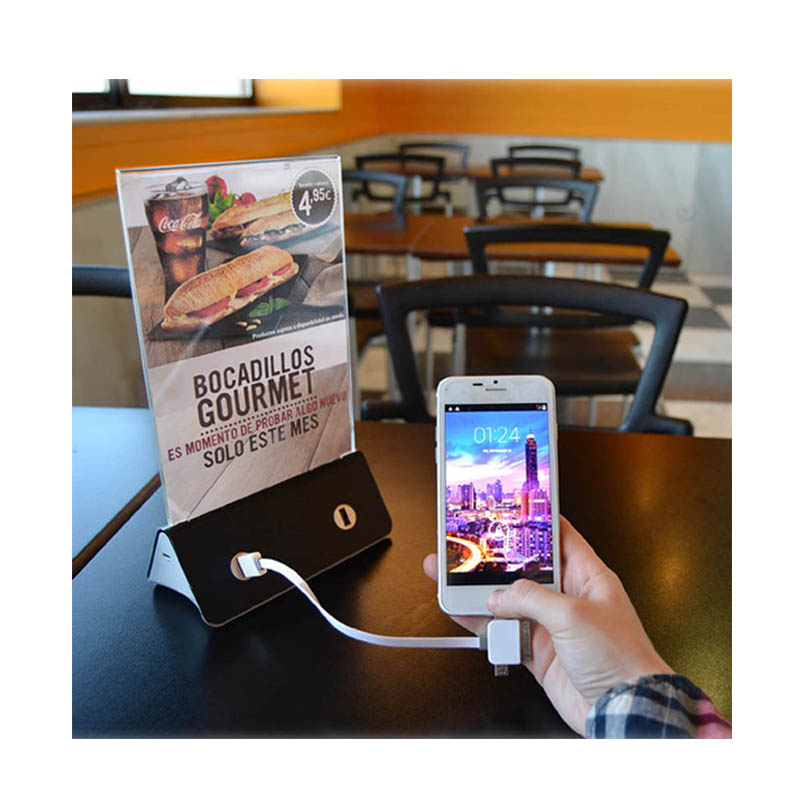 4,95€
Coca-Cola
Productos sujetos a disponibilidad en tienda.
BOCADILLOS
GOURMET
ES MOMENTO DE PROBAR ALGO NUEVO
SOLO ESTE MES
01:24